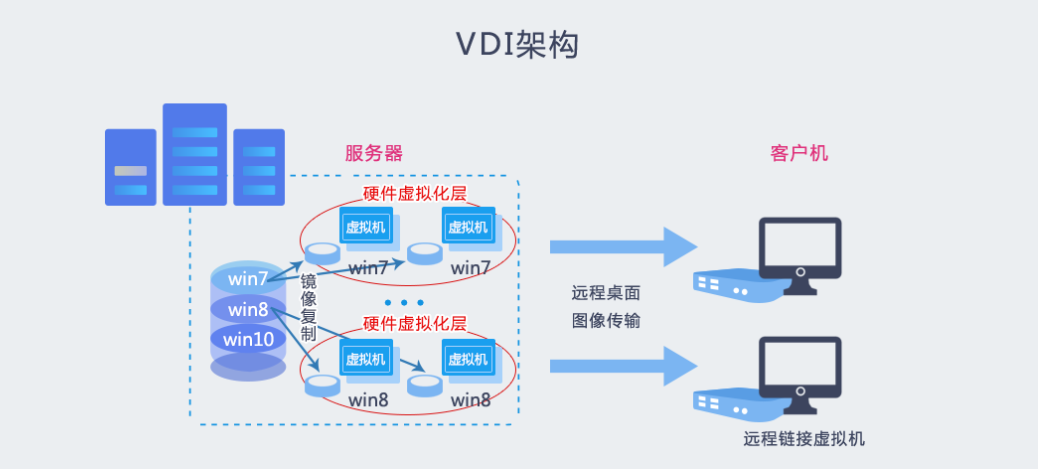 VDI架构
服务器
客户机
硬件虚拟化层
虚拟机
虚拟机
win7
win7
win7
win8
win10
镜像复制
硬件虚拟化层
虚拟机
虚拟机
win8
win8
远程桌面
图像传输
远程链接虚拟机